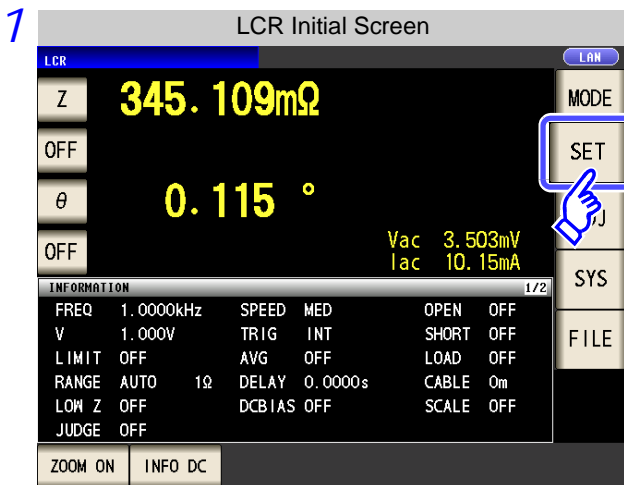 1
LCR Initial Screen
LCR
LAN
Z
345.109mΩ
MODE
OFF
SET
θ
0.115 °
J
OFF
Vac 3.503mV
Iac 10.15mA
SYS
INFORMATION 1/2
FREQ 1.0000kHz SPEED MED OPEN OFF
V 1.000V TRIG INT SHORT OFF
FILE
LIMIT OFF AVG OFF LOAD OFF
RANGE AUTO 1Ω DELAY 0.0000s CABLE 0m
LOW Z OFF DCBIAS OFF SCALE OFF
JUDGE OFF
ZOOM ON INFO DC